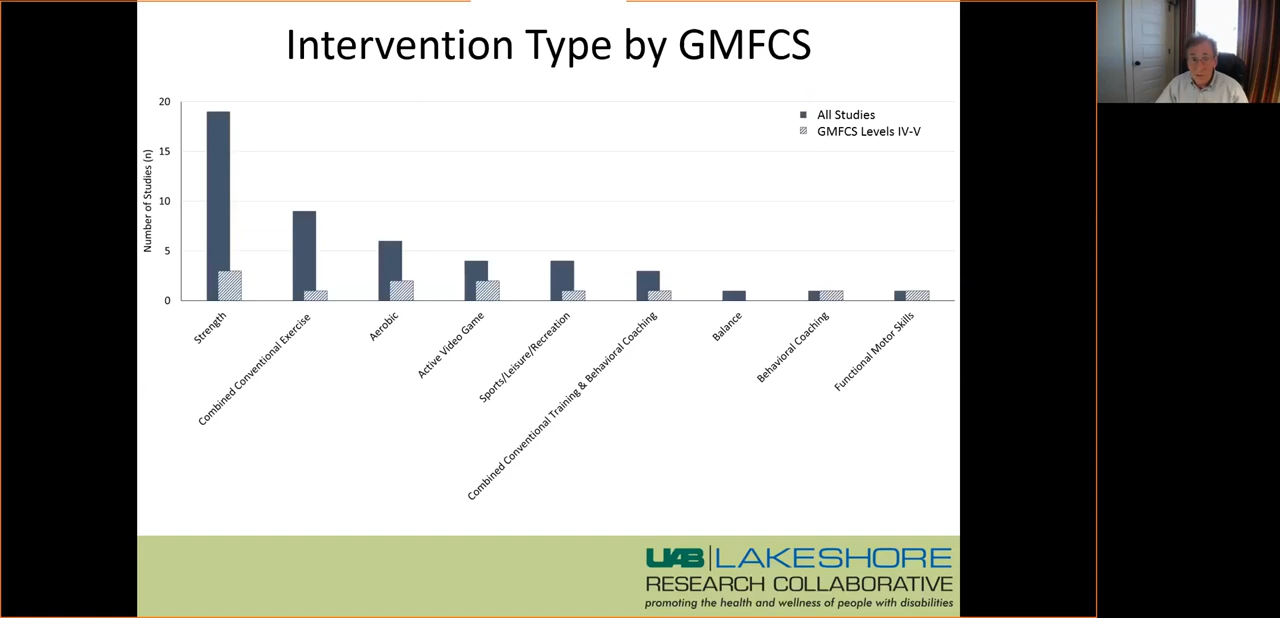 Intervention Type by GMFCS
All Studies
GMFCS Levels IV-V
Number of Studies (n)
20
15
10
5
0
Strength
Combined Conventional Exercise
Aerobic
Active Video Game
Sports/Leisure/Recreation
Combined Conventional Training & Behavioral Coaching
Balance
Behavioral Coaching
Functional Motor Skills
UAB LAKESHORE
RESEARCH COLLABORATIVE
promoting the health and wellness of people with disabilities